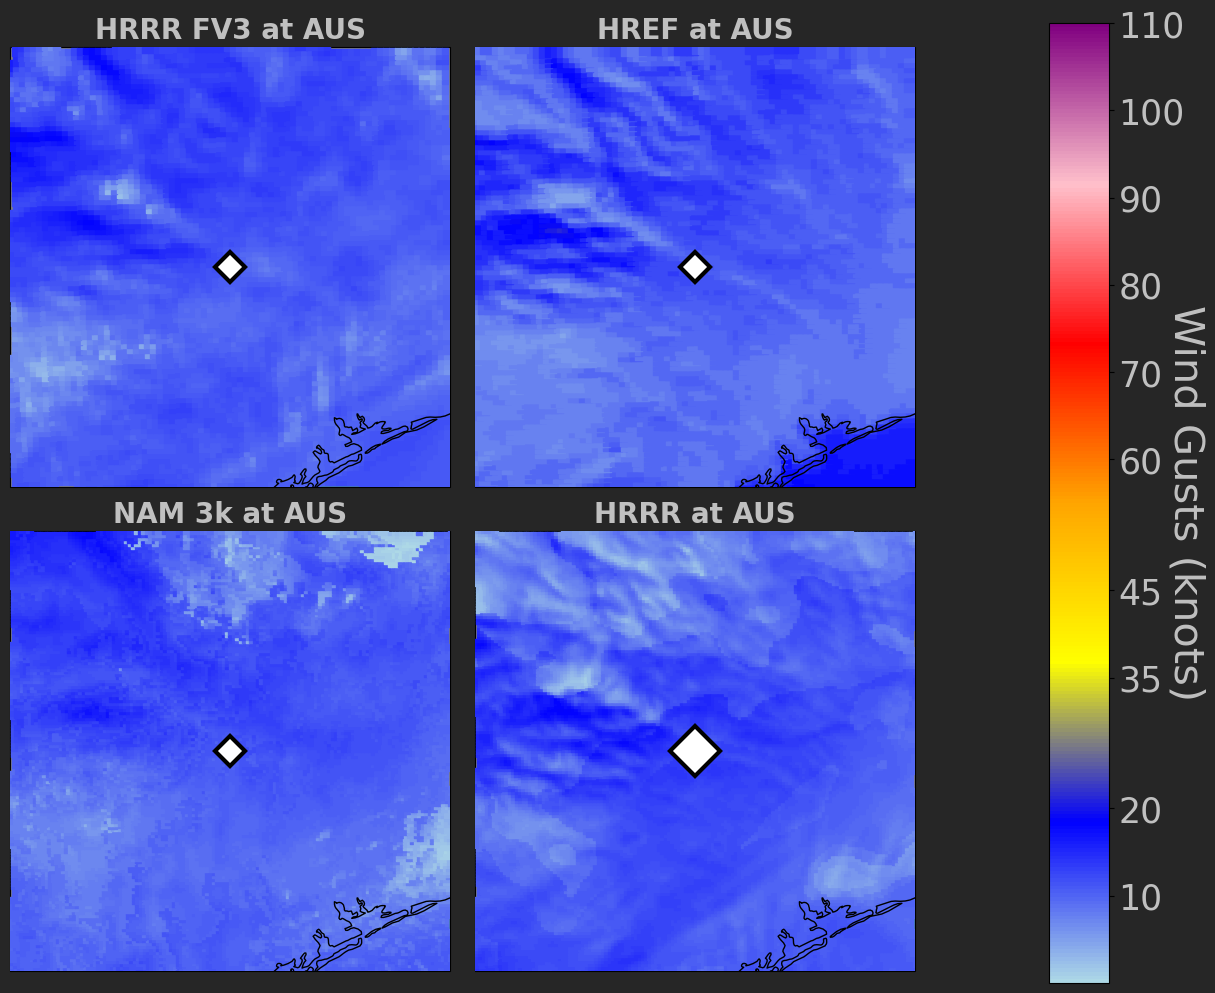 HRRR FV3 at AUS
HREF at AUS
NAM 3k at AUS
HRRR at AUS
110
100
90
80
70
60
45
35
20
10
Wind Gusts (knots)